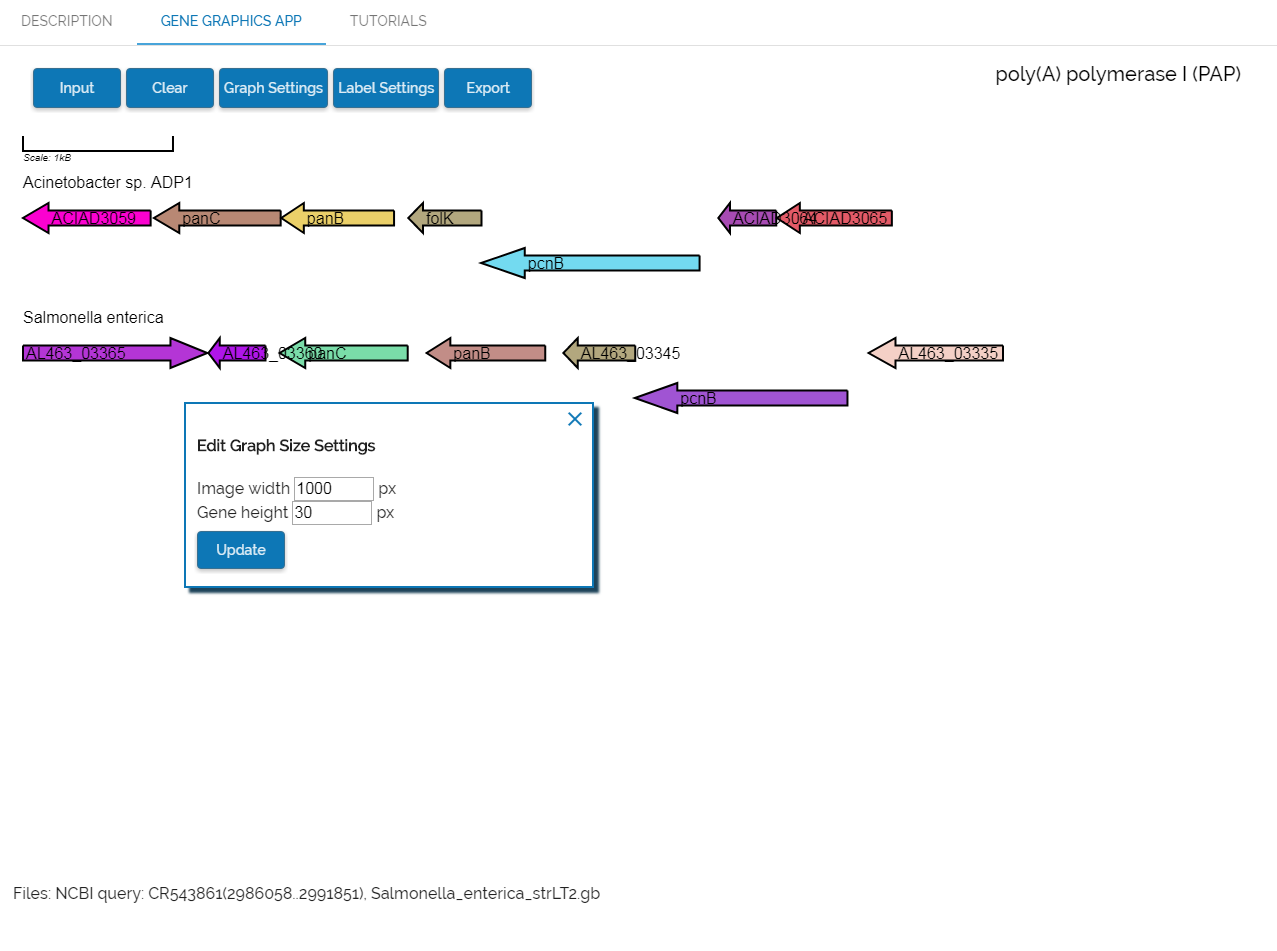 DESCRIPTION GENE GRAPHICS APP TUTORIALS
Input Clear Graph Settings Label Settings Export poly(A) polymerase I (PAP)
Scale: 1kB
Acinetobacter sp. ADP1
ACIAD3059 panC panB folK ACIAD3064 ACIAD3065
pcnB
Salmonella enterica
AL463_03365 AL463_03360 panC panB AL463_03345 AL463_03335
pcnB
Edit Graph Size Settings
Image width 1000 px
Gene height 30 px
Update
Files: NCBI query: CR543861(2986058..2991851), Salmonella_enterica_strLT2.gb